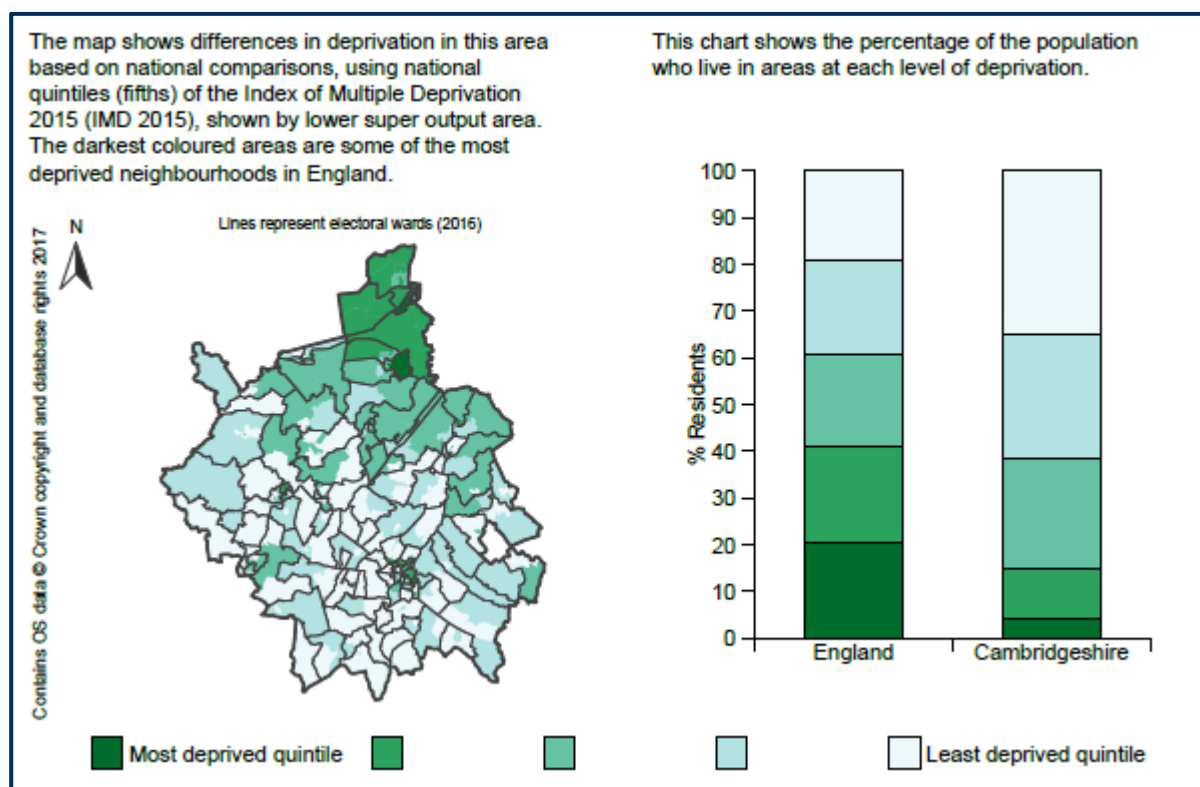 The map shows differences in deprivation in this area
based on national comparisons, using national
quintiles (fifths) of the Index of Multiple Deprivation
2015 (IMD 2015), shown by lower super output area.
The darkest coloured areas are some of the most
deprived neighbourhoods in England.
Lines represent electoral wards (2016)
N
Contains OS data © Crown copyright and database rights 2017
This chart shows the percentage of the population
who live in areas at each level of deprivation.
% Residents
100
90
80
70
60
50
40
30
20
10
0
England
Cambridgeshire
Most deprived quintile
Least deprived quintile